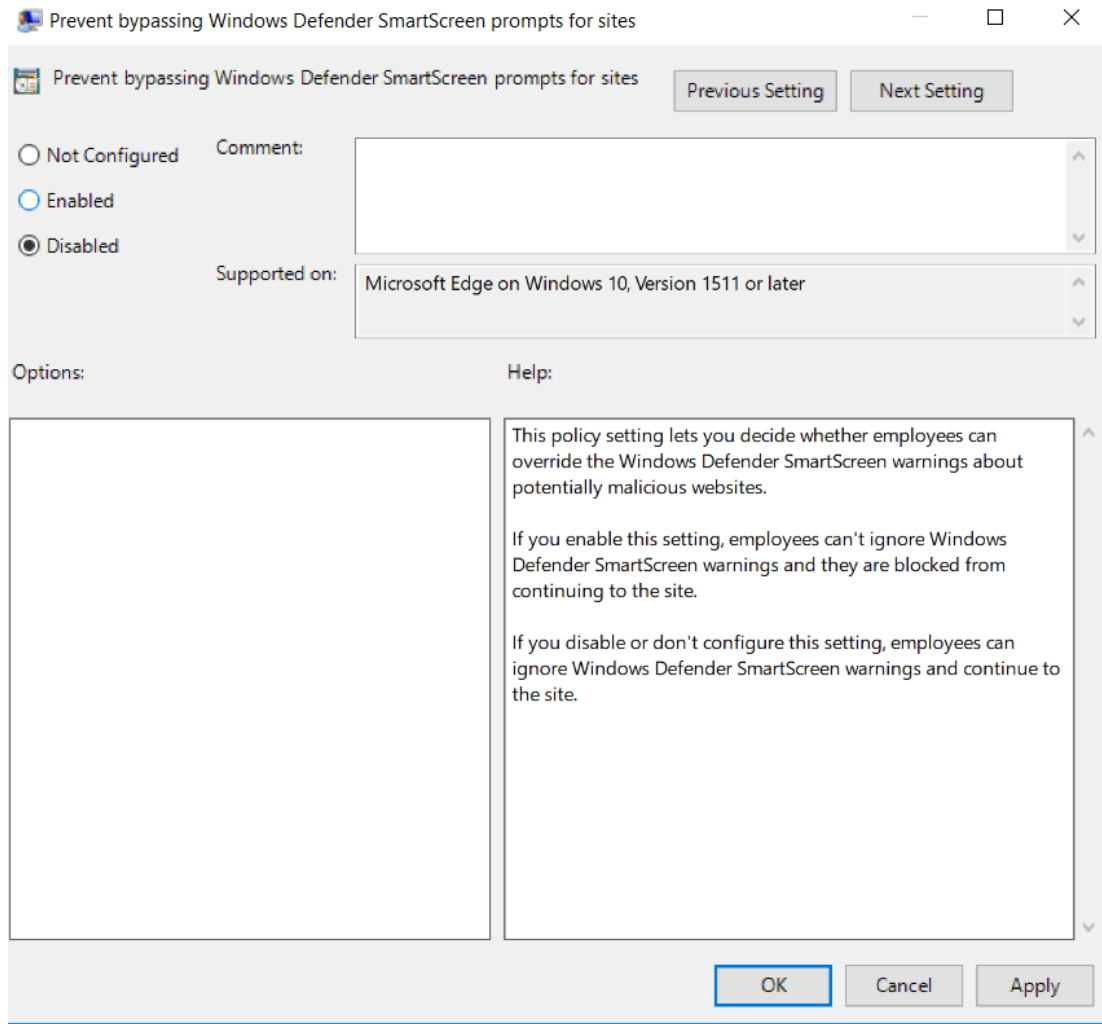 Prevent bypassing Windows Defender SmartScreen prompts for sites
Prevent bypassing Windows Defender SmartScreen prompts for sites
Previous Setting
Next Setting
Not Configured
Comment:
Enabled
Disabled
Supported on:
Microsoft Edge on Windows 10, Version 1511 or later
Options:
Help:
This policy setting lets you decide whether employees can
override the Windows Defender SmartScreen warnings about
potentially malicious websites.
If you enable this setting, employees can't ignore Windows
Defender SmartScreen warnings and they are blocked from
continuing to the site.
If you disable or don't configure this setting, employees can
ignore Windows Defender SmartScreen warnings and continue to
the site.
OK
Cancel
Apply